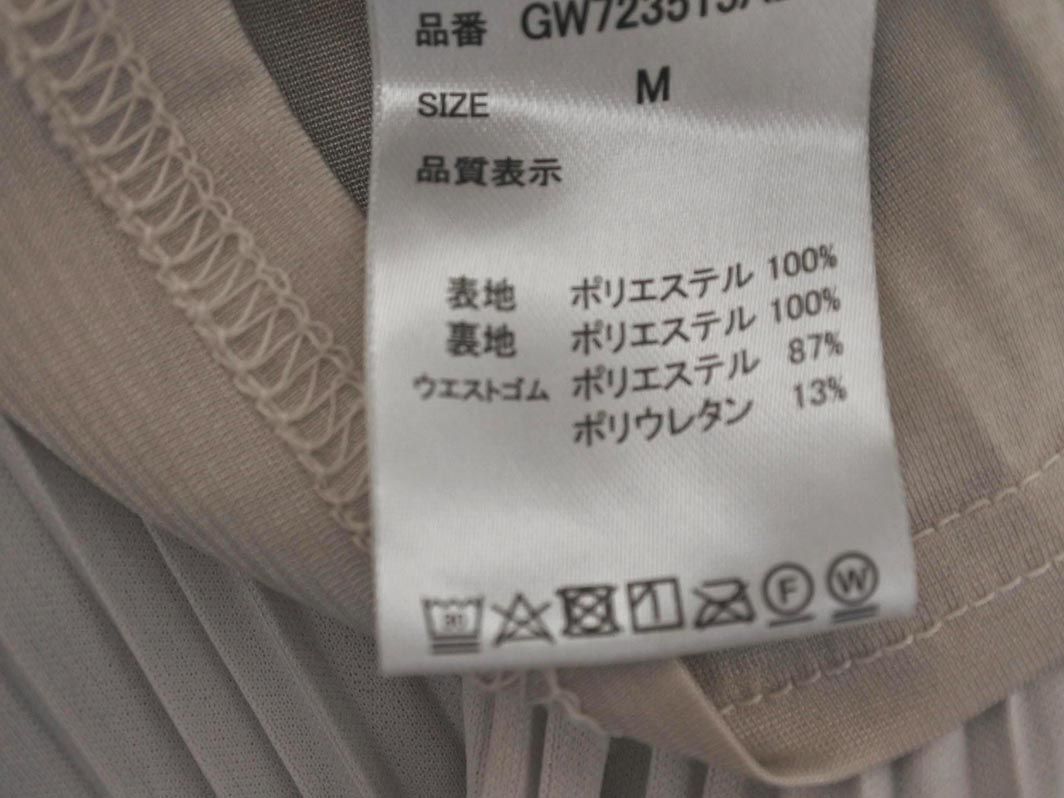 品番 GW723515
SIZE M
品質表示
表地 ポリエステル 100%
裏地 ポリエステル 100%
ウエストゴム ポリエステル 87%
ポリウレタン 13%
F W